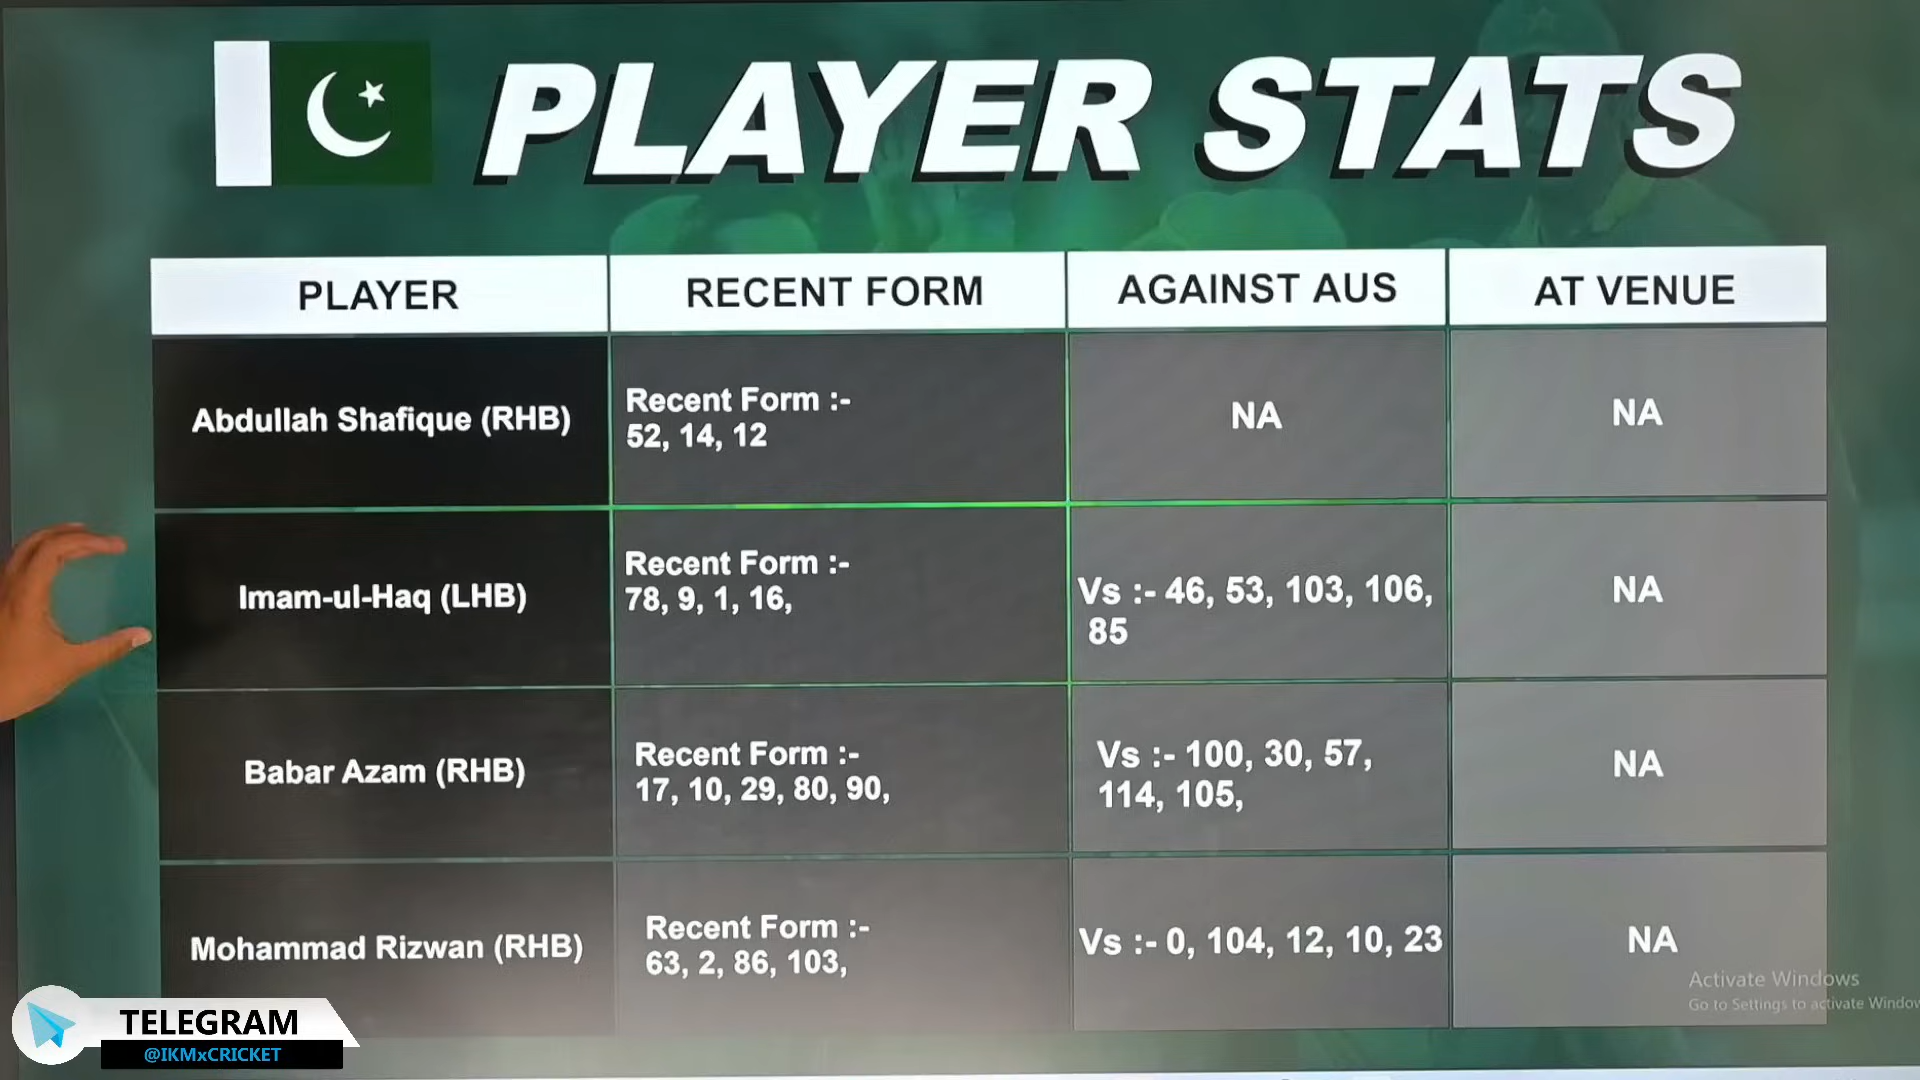 PLAYER STATS
PLAYER
RECENT FORM
AGAINST AUS
AT VENUE
Abdullah Shafique (RHB)
Recent Form :-
52, 14, 12
NA
NA
Imam-ul-Haq (LHB)
Recent Form :-
78, 9, 1, 16,
Vs :- 46, 53, 103, 106,
85
NA
Babar Azam (RHB)
Recent Form :-
17, 10, 29, 80, 90,
Vs :- 100, 30, 57,
114, 105,
NA
Mohammad Rizwan (RHB)
Recent Form :-
63, 2, 86, 103,
Vs :- 0, 104, 12, 10, 23
NA
Activate Windows
Go to Settings to activate Window
TELEGRAM
@IKMxCRICKET